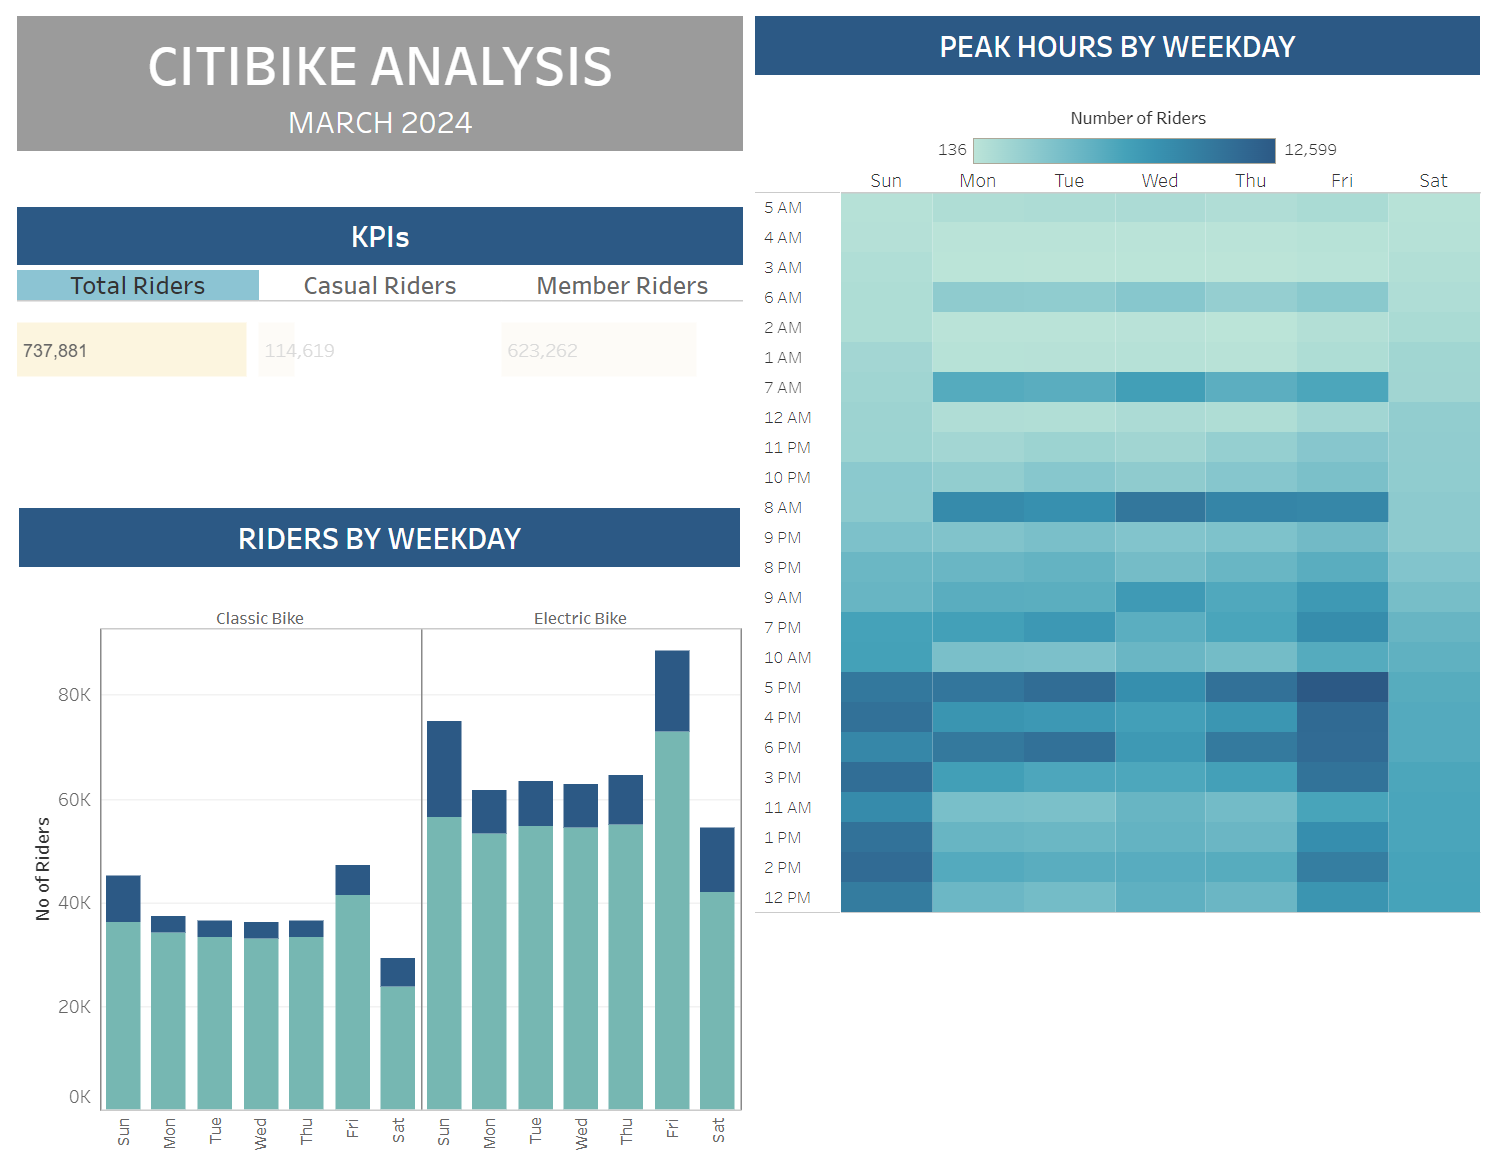 CITIBIKE ANALYSIS
MARCH 2024
KPIs
Total Riders Casual Riders Member Riders
737,881 114,619 623,262
RIDERS BY WEEKDAY
Classic Bike Electric Bike
No of Riders
80K
60K
40K
20K
0K
Sun Mon Tue Wed Thu Fri Sat Sun Mon Tue Wed Thu Fri Sat
PEAK HOURS BY WEEKDAY
Number of Riders
136 12,599
Sun Mon Tue Wed Thu Fri Sat
5 AM
4 AM
3 AM
6 AM
2 AM
1 AM
7 AM
12 AM
11 PM
10 PM
8 AM
9 PM
8 PM
9 AM
7 PM
10 AM
5 PM
4 PM
6 PM
3 PM
11 AM
1 PM
2 PM
12 PM